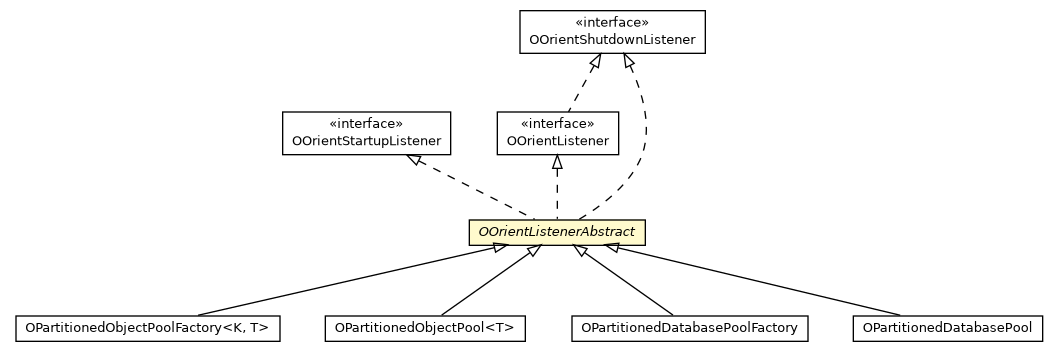 «interface»
OOrientShutdownListener
«interface»
OOrientStartupListener
«interface»
OOrientListener
OOrientListenerAbstract
OPartitionedObjectPoolFactory<K, T>
OPartitionedObjectPool<T>
OPartitionedDatabasePoolFactory
OPartitionedDatabasePool